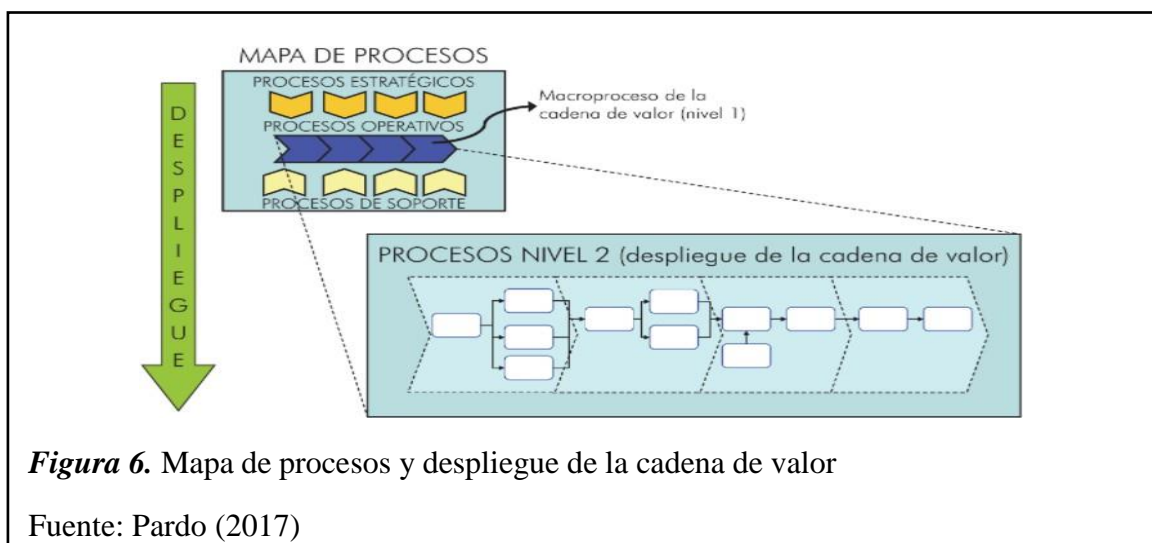 MAPA DE PROCESOS
PROCESOS ESTRATÉGICOS
PROCESOS OPERATIVOS
PROCESOS DE SOPORTE
Macroproceso de la
cadena de valor (nivel 1)
DESPLIEGUE
PROCESOS NIVEL 2 (despliegue de la cadena de valor)
Figura 6. Mapa de procesos y despliegue de la cadena de valor
Fuente: Pardo (2017)